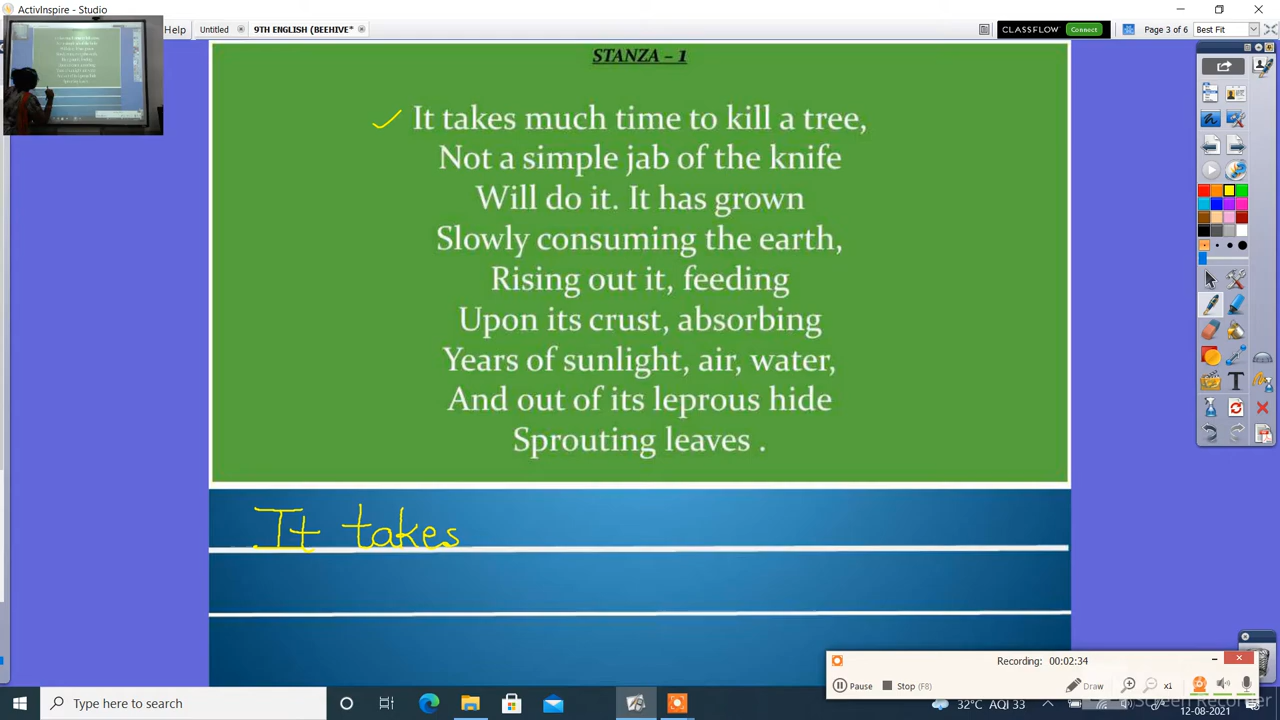 ActivInspire - Studio
Help
Untitled
9TH ENGLISH (BEEHIVE*
CLASSFLOW
Connect
Page 3 of 6
Best Fit
STANZA – 1
It takes much time to kill a tree,
Not a simple jab of the knife
Will do it. It has grown
Slowly consuming the earth,
Rising out it, feeding
Upon its crust, absorbing
Years of sunlight, air, water,
And out of its leprous hide
Sprouting leaves .
It takes
Recording: 00:02:34
Pause
Stop (F8)
Draw
x1
Type here to search
32°C AQI 33
12-08-2021
Screen Recorder